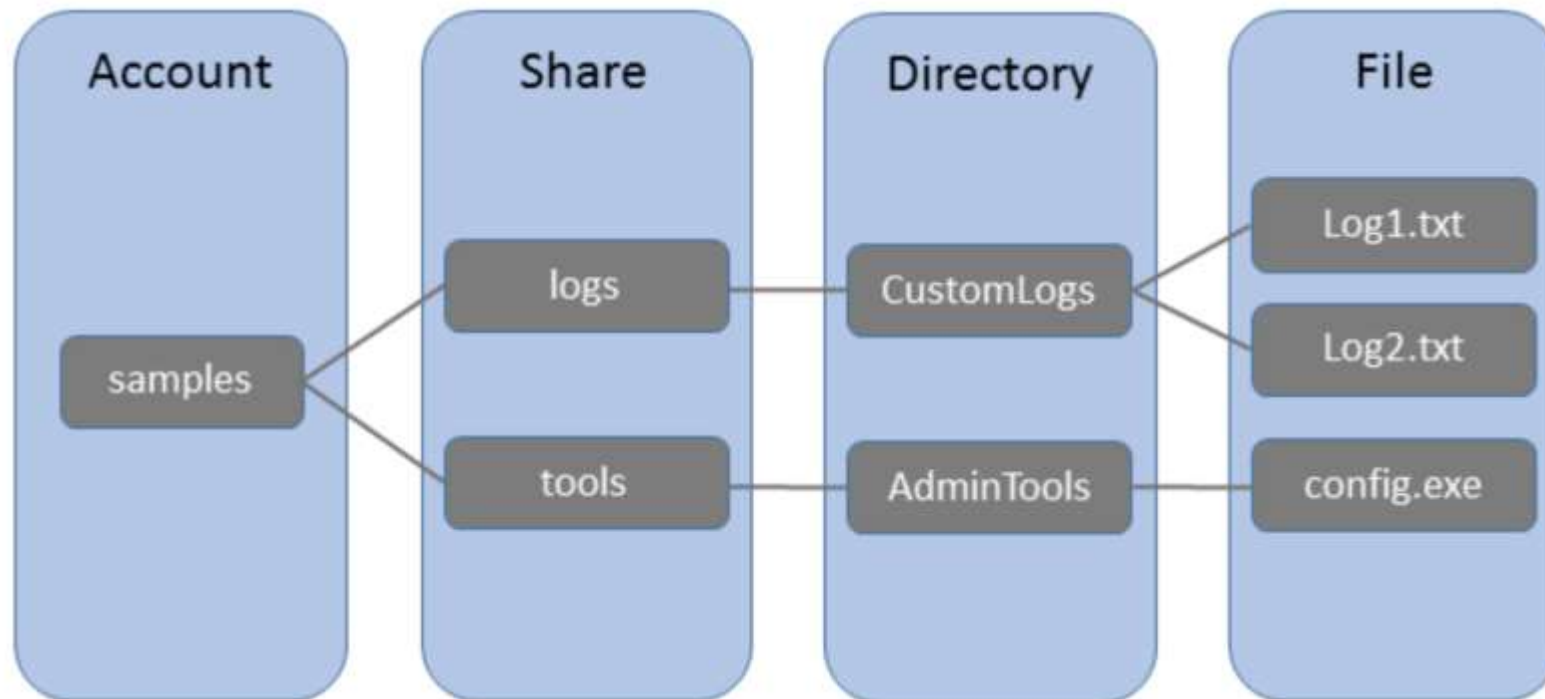 Account
Share
Directory
File
samples
logs
tools
CustomLogs
AdminTools
Log1.txt
Log2.txt
config.exe